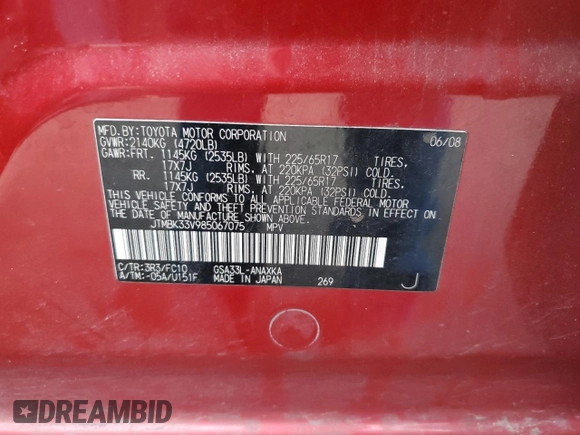 MFD.BY:TOYOTA MOTOR CORPORATION 06/08
GVWR:2140KG (4720LB)
GAWR:FRT. 1145KG (2535LB) WITH 225/65R17 TIRES.
17X7J RIMS. AT 220KPA (32PSI) COLD.
RR. 1145KG (2535LB) WITH 225/65R17 TIRES.
17X7J RIMS. AT 220KPA (32PSI) COLD.
THIS VEHICLE CONFORMS TO ALL APPLICABLE FEDERAL MOTOR
VEHICLE SAFETY AND THEFT PREVENTION STANDARDS IN EFFECT
ON THE DATE OF MANUFACTURE SHOWN ABOVE.
JTMBK33V985067075 MPV
C/TR:3R3/FC10 GSA33L-ANAXKA
A/TM:-05A/U151F MADE IN JAPAN 269 J
DREAMBID